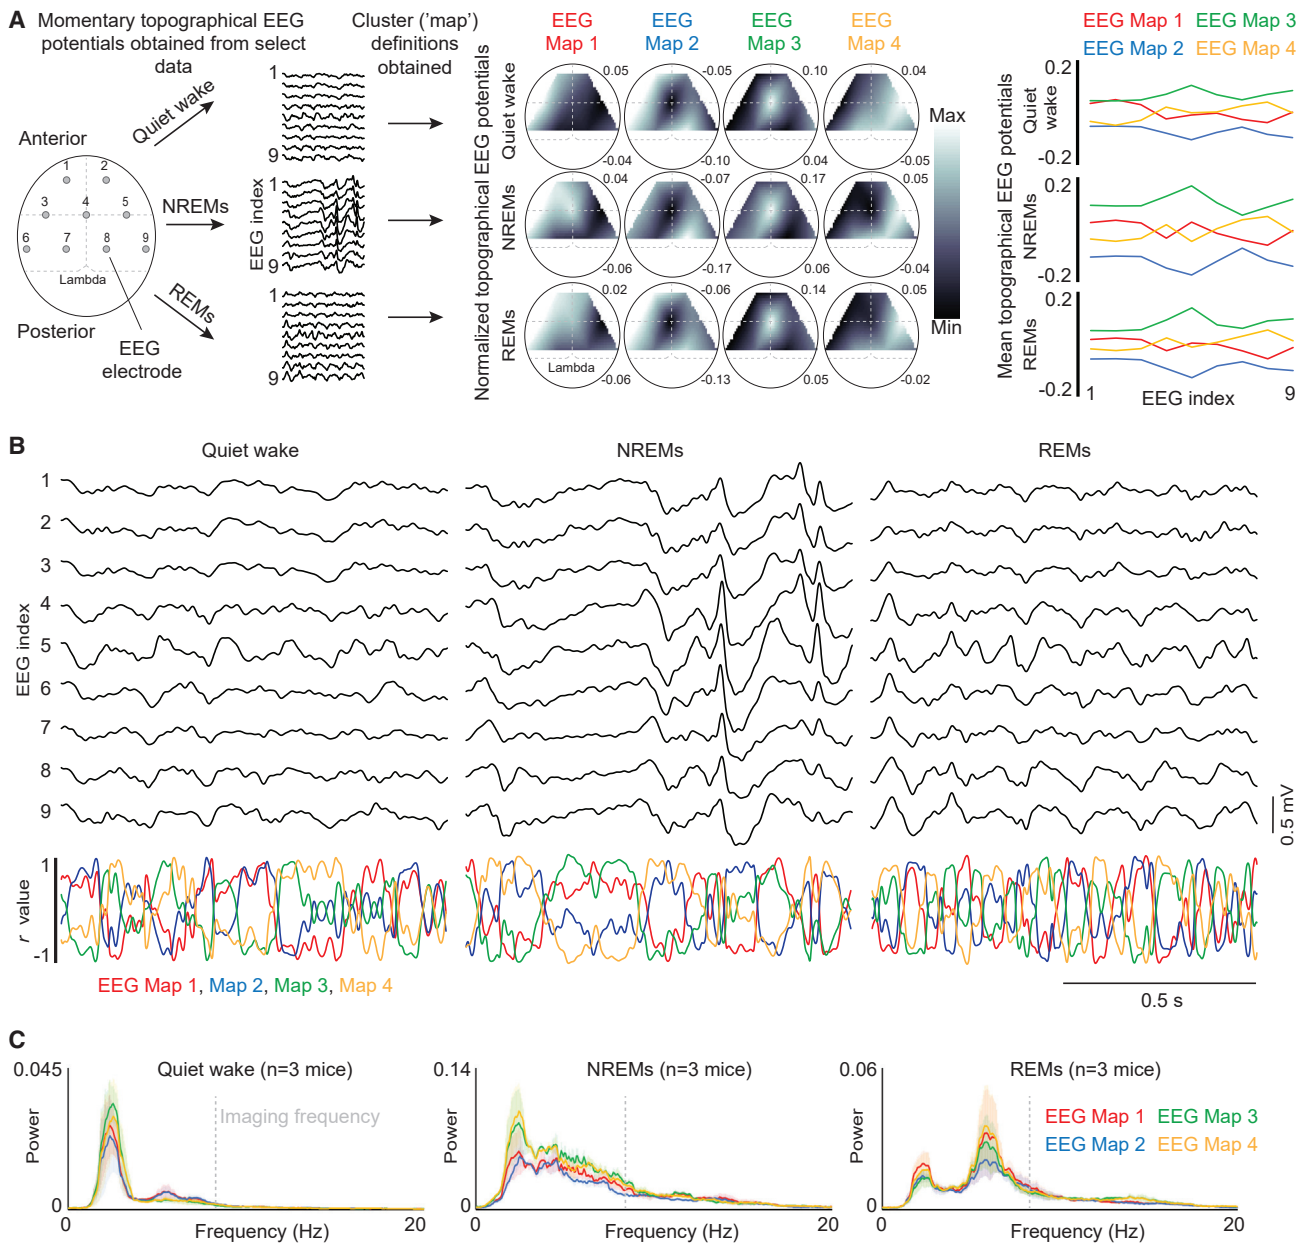 A
Momentary topographical EEG
potentials obtained from select
data
Cluster ('map')
definitions
obtained
Anterior
1 2
3 4 5
6 7 8 9
Lambda
Posterior
EEG
electrode
Quiet wake
NREMs
REMs
EEG index
1
9
1
9
1
9
EEG
Map 1
EEG
Map 2
EEG
Map 3
EEG
Map 4
Normalized topographical EEG potentials
Quiet wake
0.05 -0.05 0.10 0.04
-0.04 -0.10 0.04 -0.05
NREMs
0.04 -0.07 0.17 0.05
-0.06 -0.17 0.06 -0.04
REMs
0.02 -0.06 0.14 0.05
Lambda
-0.06 -0.13 0.05 -0.02
Max
Min
EEG Map 1 EEG Map 3
EEG Map 2 EEG Map 4
Mean topographical EEG potentials
Quiet
wake
0.2
-0.2
NREMs
0.2
-0.2
REMs
0.2
-0.2
1 EEG index 9
B
Quiet wake NREMs REMs
EEG index
1
2
3
4
5
6
7
8
9
0.5 mV
r value
1
-1
EEG Map 1, Map 2, Map 3, Map 4
0.5 s
C
Quiet wake (n=3 mice)
0.045
Power
0
Imaging frequency
0 Frequency (Hz) 20
NREMs (n=3 mice)
0.14
Power
0
0 Frequency (Hz) 20
REMs (n=3 mice)
0.06
Power
0
EEG Map 1 EEG Map 3
EEG Map 2 EEG Map 4
0 Frequency (Hz) 20